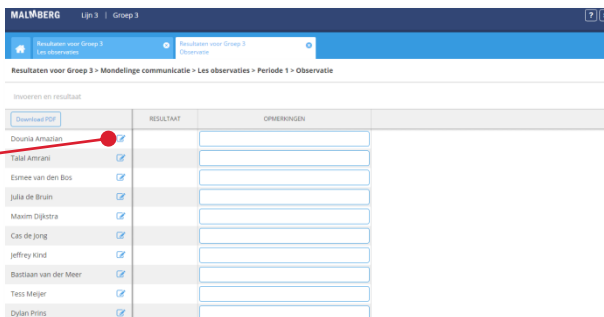 MALMBERG Lijn 3 | Groep 3 ?
Resultaten voor Groep 3
Les observaties
Resultaten voor Groep 3
Observatie
Resultaten voor Groep 3 > Mondelinge communicatie > Les observaties > Periode 1 > Observatie
Invoeren en resultaat
Download PDF RESULTAAT OPMERKINGEN
Dounia Amazian
Talal Amrani
Esmee van den Bos
Julia de Bruin
Maxim Dijkstra
Cas de Jong
Jeffrey Kind
Bastiaan van der Meer
Tess Meijer
Dylan Prins